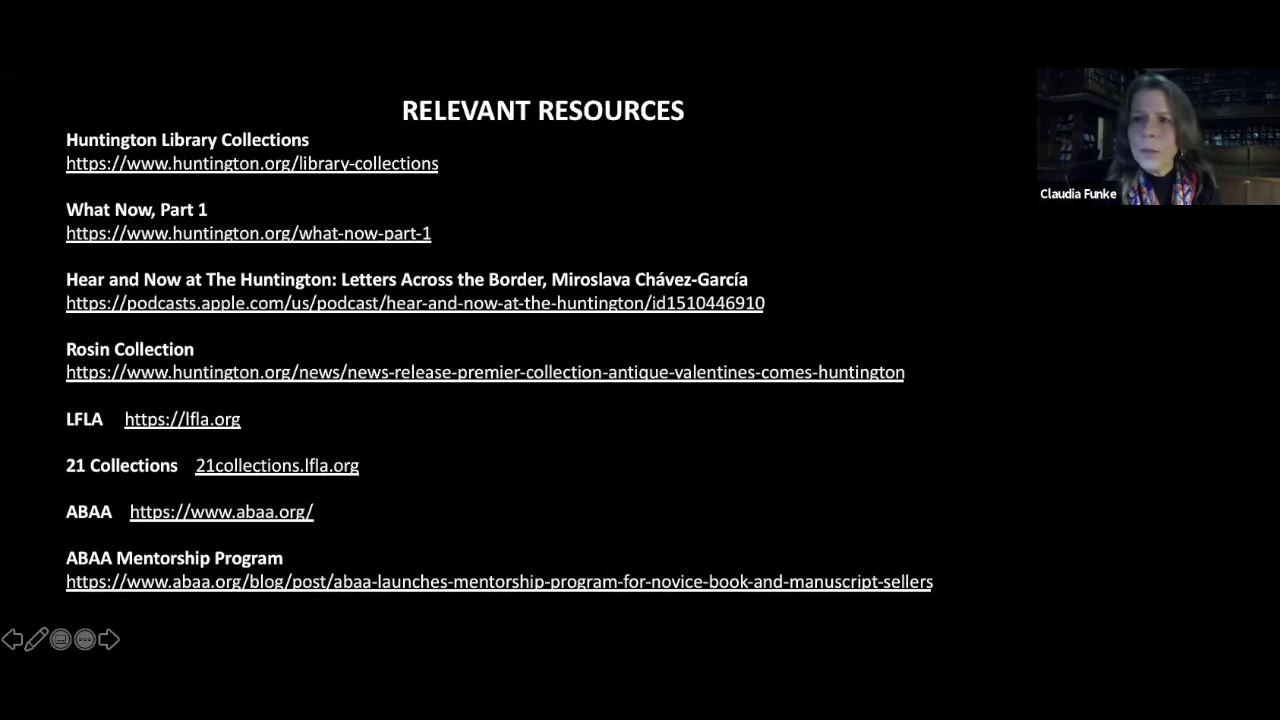 RELEVANT RESOURCES
Huntington Library Collections
https://www.huntington.org/library-collections
What Now, Part 1
https://www.huntington.org/what-now-part-1
Hear and Now at The Huntington: Letters Across the Border, Miroslava Chávez-García
https://podcasts.apple.com/us/podcast/hear-and-now-at-the-huntington/id1510446910
Rosin Collection
https://www.huntington.org/news/news-release-premier-collection-antique-valentines-comes-huntington
LFLA https://lfla.org
21 Collections 21collections.lfla.org
ABAA https://www.abaa.org/
ABAA Mentorship Program
https://www.abaa.org/blog/post/abaa-launches-mentorship-program-for-novice-book-and-manuscript-sellers
Claudia Funke